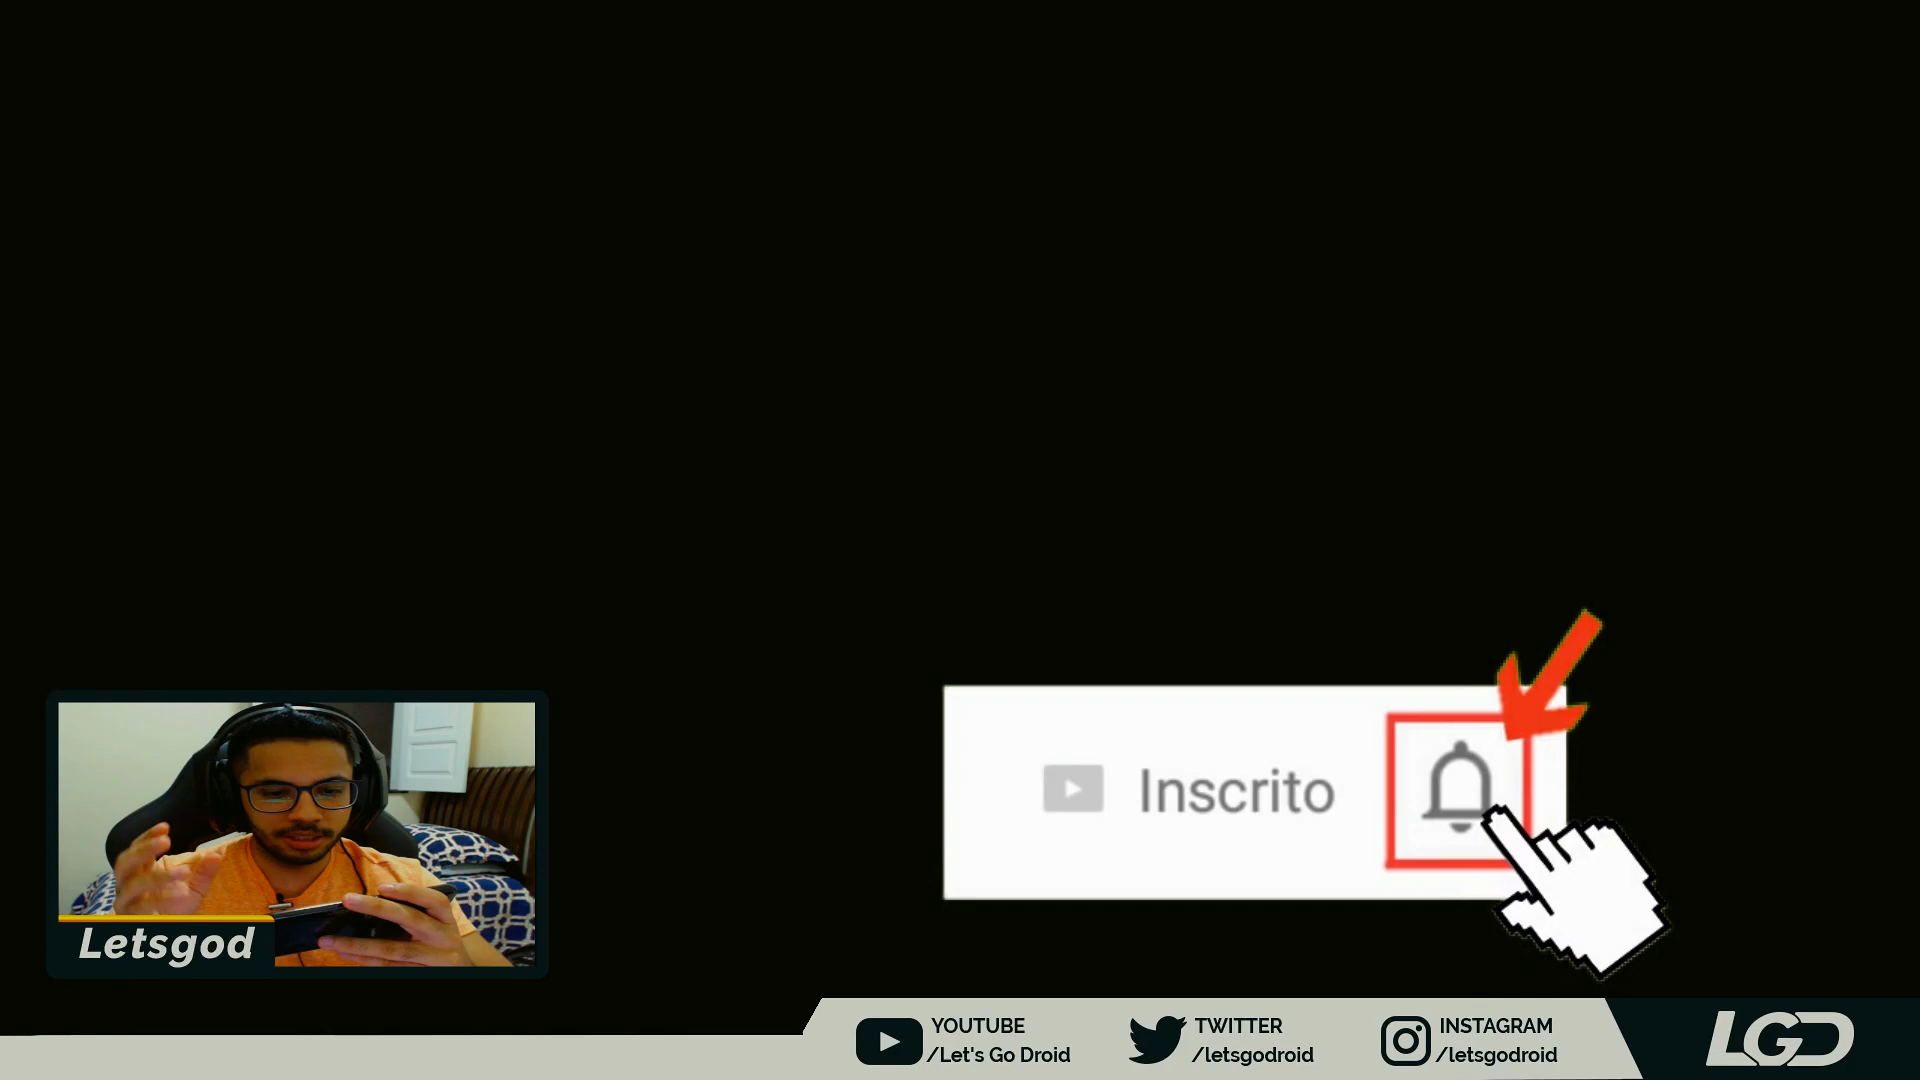 Inscrito
Letsgod
YOUTUBE
/Let's Go Droid
TWITTER
/letsgodroid
INSTAGRAM
/letsgodroid
LGD